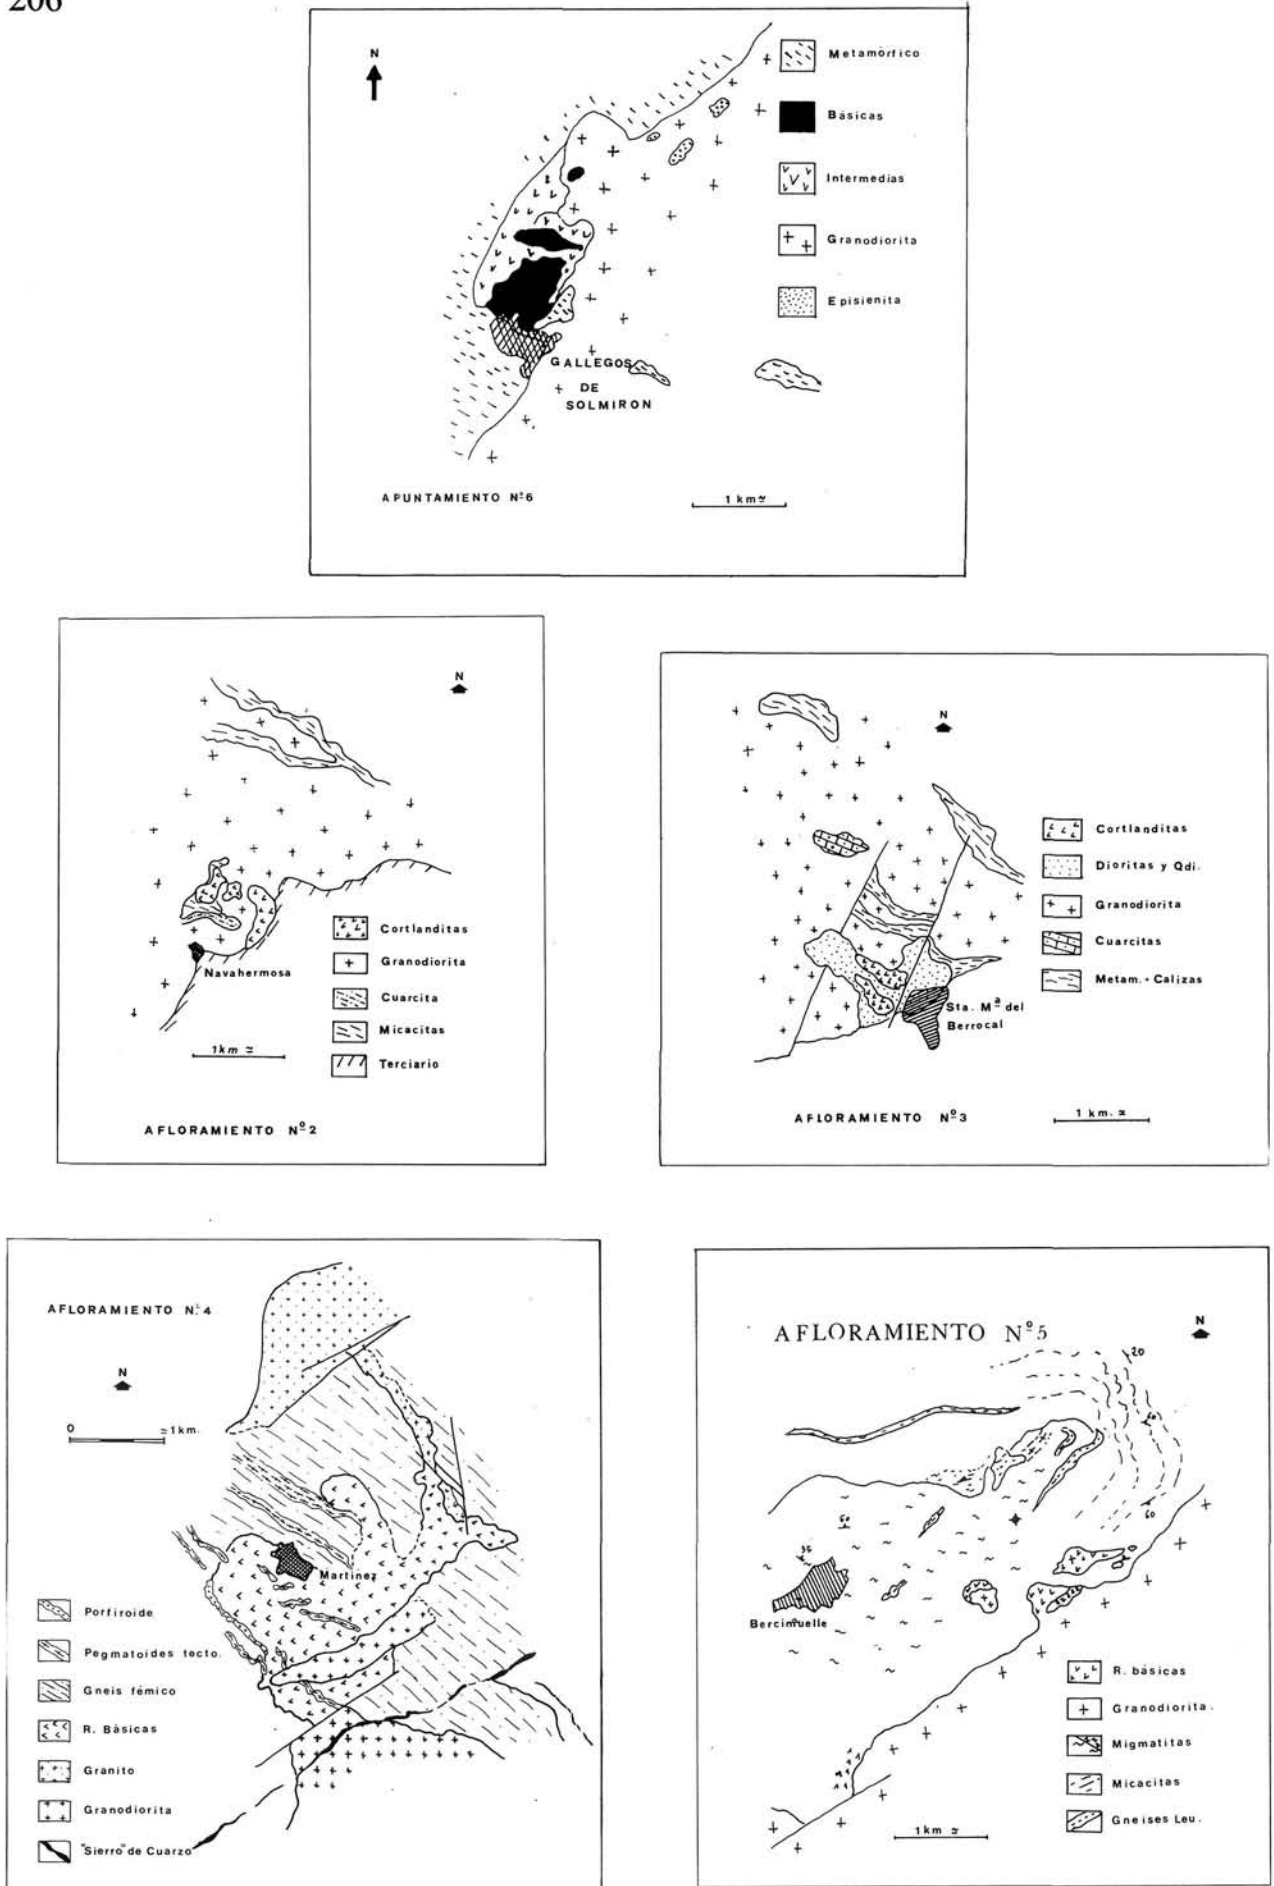 206
N
Metamórfico
Básicas
Intermedias
Granodiorita
Episienita
GALLEGOS
DE
SOLMIRON
APUNTAMIENTO Nº6
1 km≃
N
Navahermosa
Cortlanditas
Granodiorita
Cuarcita
Micacitas
Terciario
1km ≃
AFLORAMIENTO Nº2
N
Cortlanditas
Dioritas y Qdi.
Granodiorita
Cuarcitas
Metam.-Calizas
Sta. Mª del
Berrocal
AFLORAMIENTO Nº3
1 km. ≃
AFLORAMIENTO N.º4
N
0 ≃1km.
Martinez
Porfiroide
Pegmatoides tecto.
Gneis fémico
R. Básicas
Granito
Granodiorita
"Sierro" de Cuarzo
AFLORAMIENTO Nº5
N
20
60
50
60
35
Bercimuelle
R. básicas
Granodiorita.
Migmatitas
Micacitas
Gneises Leu.
1km ≃